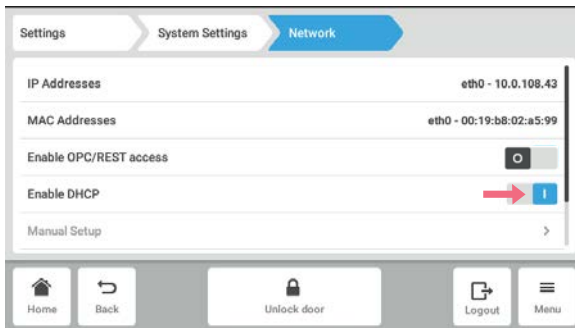 Settings System Settings Network
IP Addresses eth0 - 10.0.108.43
MAC Addresses eth0 - 00:19:b8:02:a5:99
Enable OPC/REST access O
Enable DHCP I
Manual Setup >
Home Back Unlock door Logout Menu